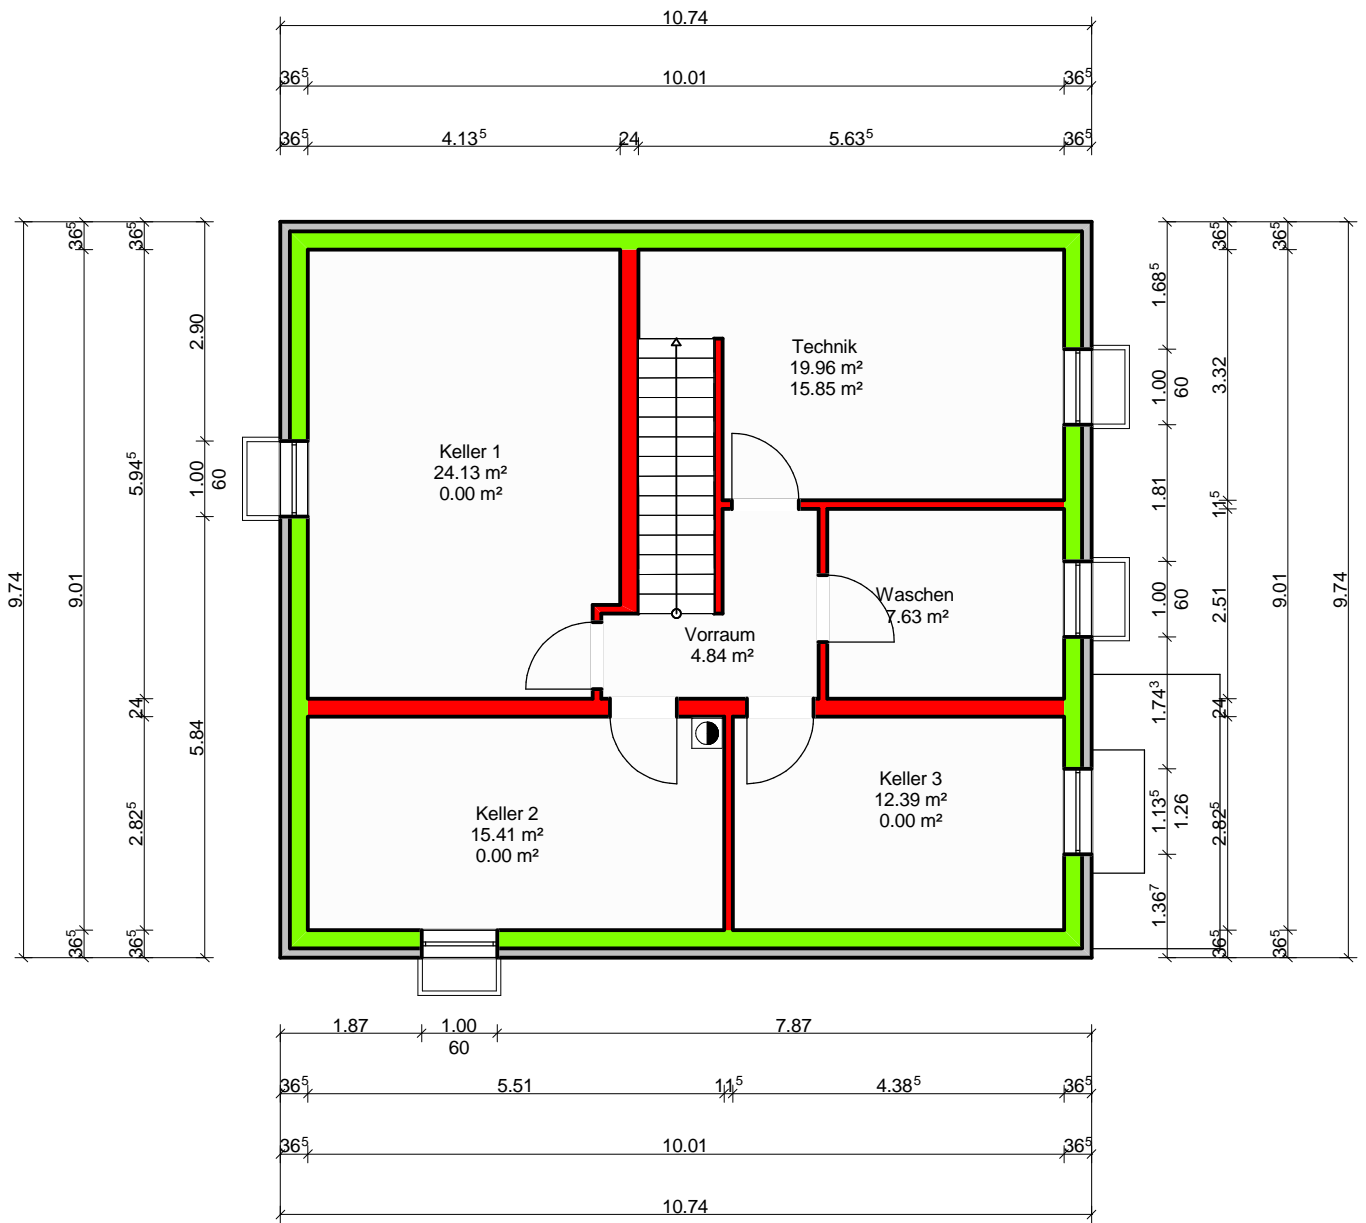 10.74
36⁵ 10.01 36⁵
36⁵ 4.13⁵ 24 5.63⁵ 36⁵
9.74
36⁵
9.01
36⁵
36⁵
5.94⁵
24
2.82⁵
36⁵
2.90
1.00
60
5.84
Keller 1
24.13 m²
0.00 m²
Technik
19.96 m²
15.85 m²
Waschen
7.63 m²
Vorraum
4.84 m²
Keller 2
15.41 m²
0.00 m²
Keller 3
12.39 m²
0.00 m²
1.68⁵
1.00
60
1.81
1.00
60
1.74³
1.13⁵
1.26
1.36⁷
36⁵
3.32
11⁵
2.51
24
2.82⁵
36⁵
36⁵
9.01
36⁵
9.74
1.87 1.00 7.87
60
36⁵ 5.51 11⁵ 4.38⁵ 36⁵
36⁵ 10.01 36⁵
10.74